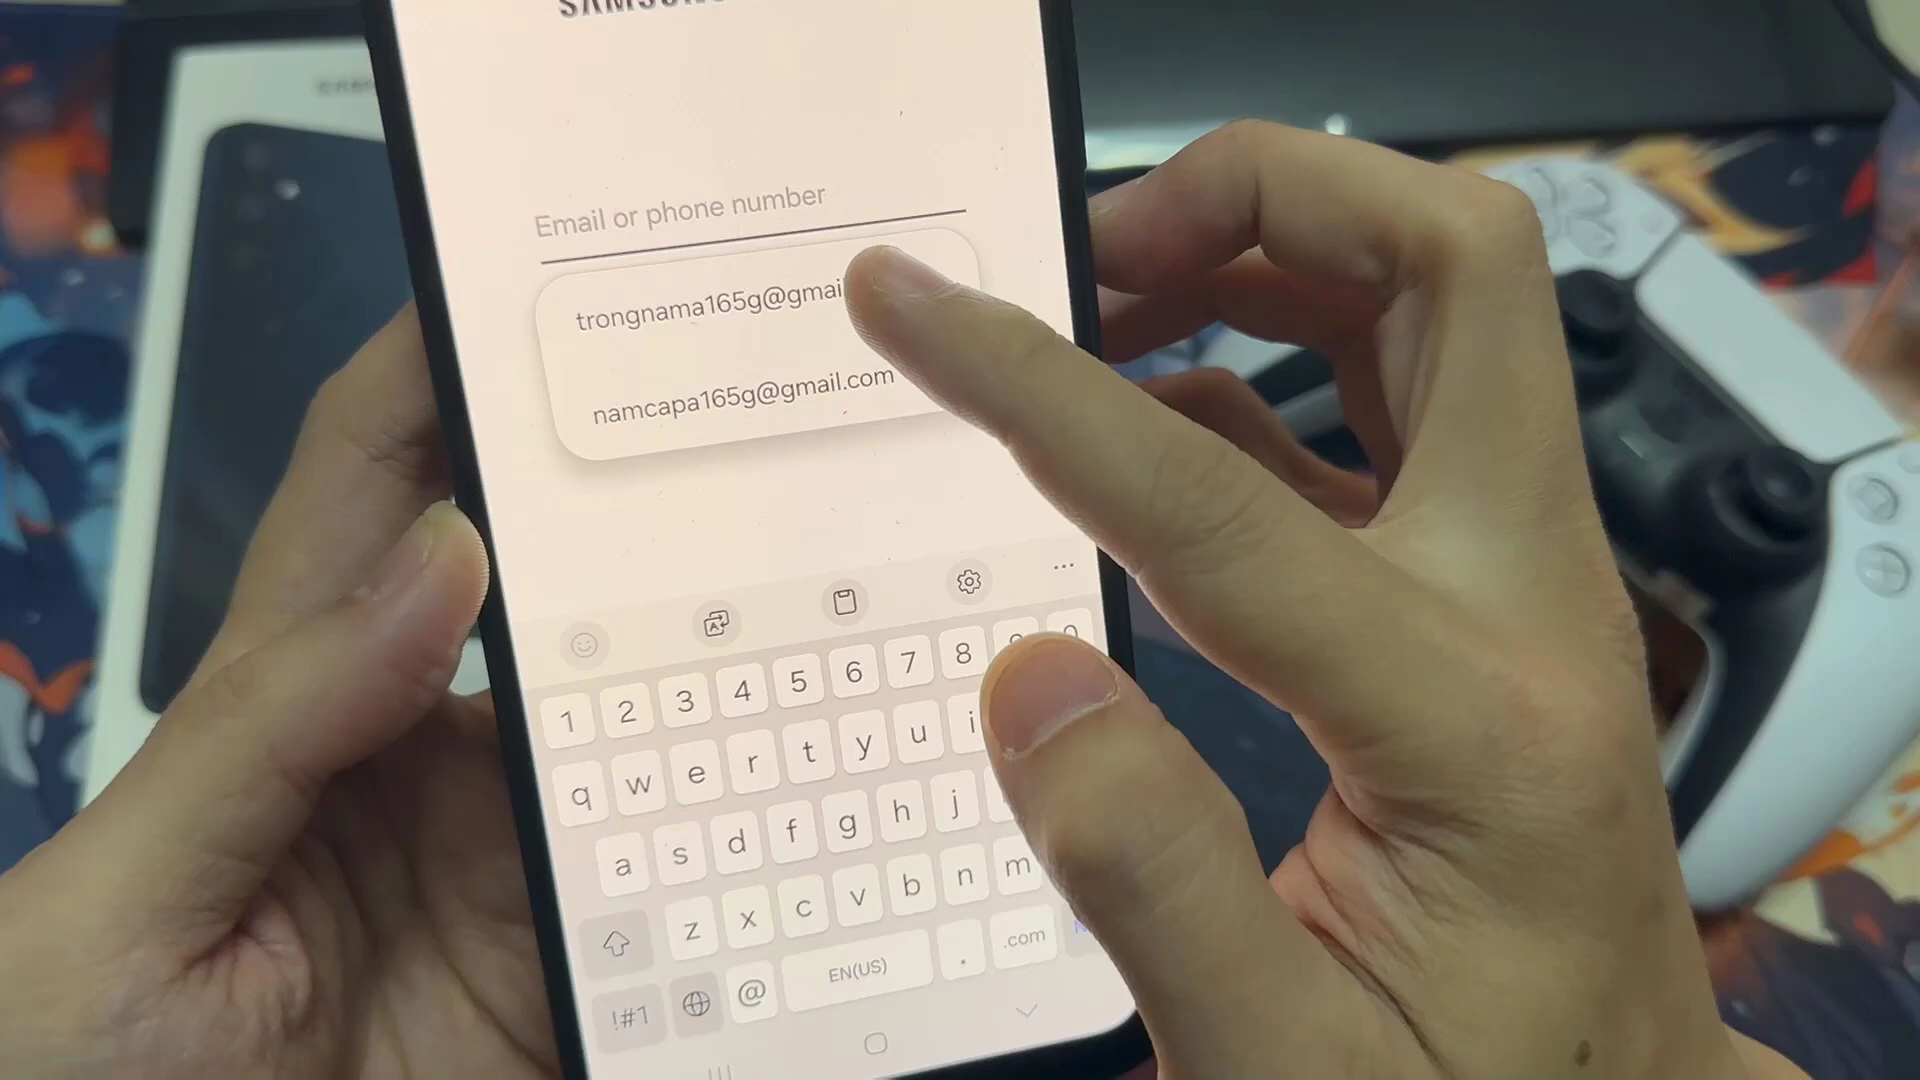 SAMSUNG
Email or phone number
trongnama165g@gmai
namcapa165g@gmail.com
1 2 3 4 5 6 7 8 9 0
q w e r t y u i
a s d f g h j
z x c v b n m
!#1 @ EN(US) . .com